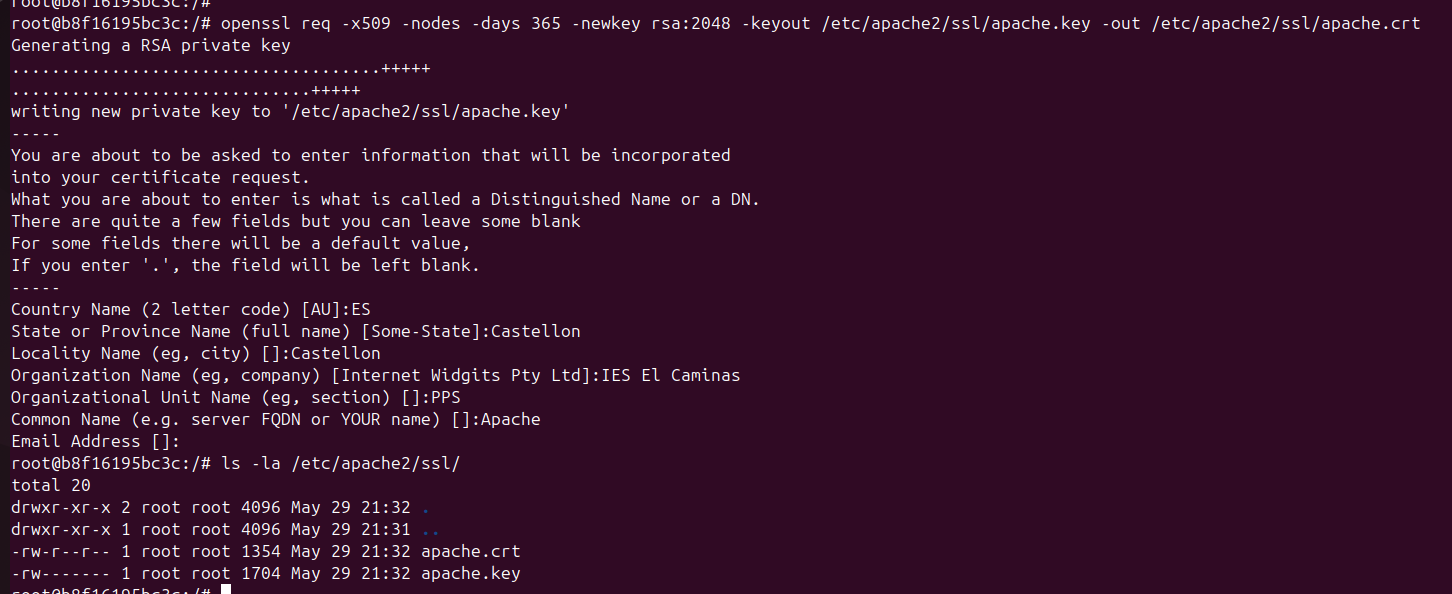 root@b8f16195bc3c:/#
root@b8f16195bc3c:/# openssl req -x509 -nodes -days 365 -newkey rsa:2048 -keyout /etc/apache2/ssl/apache.key -out /etc/apache2/ssl/apache.crt
Generating a RSA private key
.....................................+++++
..............................+++++
writing new private key to '/etc/apache2/ssl/apache.key'
-----
You are about to be asked to enter information that will be incorporated
into your certificate request.
What you are about to enter is what is called a Distinguished Name or a DN.
There are quite a few fields but you can leave some blank
For some fields there will be a default value,
If you enter '.', the field will be left blank.
-----
Country Name (2 letter code) [AU]:ES
State or Province Name (full name) [Some-State]:Castellon
Locality Name (eg, city) []:Castellon
Organization Name (eg, company) [Internet Widgits Pty Ltd]:IES El Caminas
Organizational Unit Name (eg, section) []:PPS
Common Name (e.g. server FQDN or YOUR name) []:Apache
Email Address []:
root@b8f16195bc3c:/# ls -la /etc/apache2/ssl/
total 20
drwxr-xr-x 2 root root 4096 May 29 21:32 .
drwxr-xr-x 1 root root 4096 May 29 21:31 ..
-rw-r--r-- 1 root root 1354 May 29 21:32 apache.crt
-rw------- 1 root root 1704 May 29 21:32 apache.key
root@b8f16195bc3c:/#